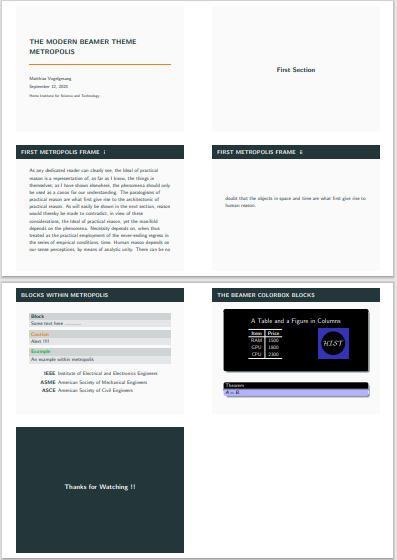 THE MODERN BEAMER THEME
METROPOLIS
Matthias Vogelgesang
September 12, 2023
Home Institute for Science and Technology
First Section
FIRST METROPOLIS FRAME I
As any dedicated reader can clearly see, the Ideal of practical
reason is a representation of, as far as I know, the things in
themselves; as I have shown elsewhere, the phenomena should only
be used as a canon for our understanding. The paralogisms of
practical reason are what first give rise to the architectonic of
practical reason. As will easily be shown in the next section, reason
would thereby be made to contradict, in view of these
considerations, the Ideal of practical reason, yet the manifold
depends on the phenomena. Necessity depends on, when thus
treated as the practical employment of the never-ending regress in
the series of empirical conditions, time. Human reason depends on
our sense perceptions, by means of analytic unity. There can be no
FIRST METROPOLIS FRAME II
doubt that the objects in space and time are what first give rise to
human reason.
BLOCKS WITHIN METROPOLIS
Block
Some text here ............
Caution
Alert !!!!
Example
An example within metropolis
IEEE Institute of Electrical and Electronics Engineers
ASME American Society of Mechanical Engineers
ASCE American Society of Civil Engineers
THE BEAMER COLORBOX BLOCKS
A Table and a Figure in Columns
Item Price
RAM 1500
GPU 1800
CPU 2300
HIST
Theorem
A = B.
Thanks for Watching !!